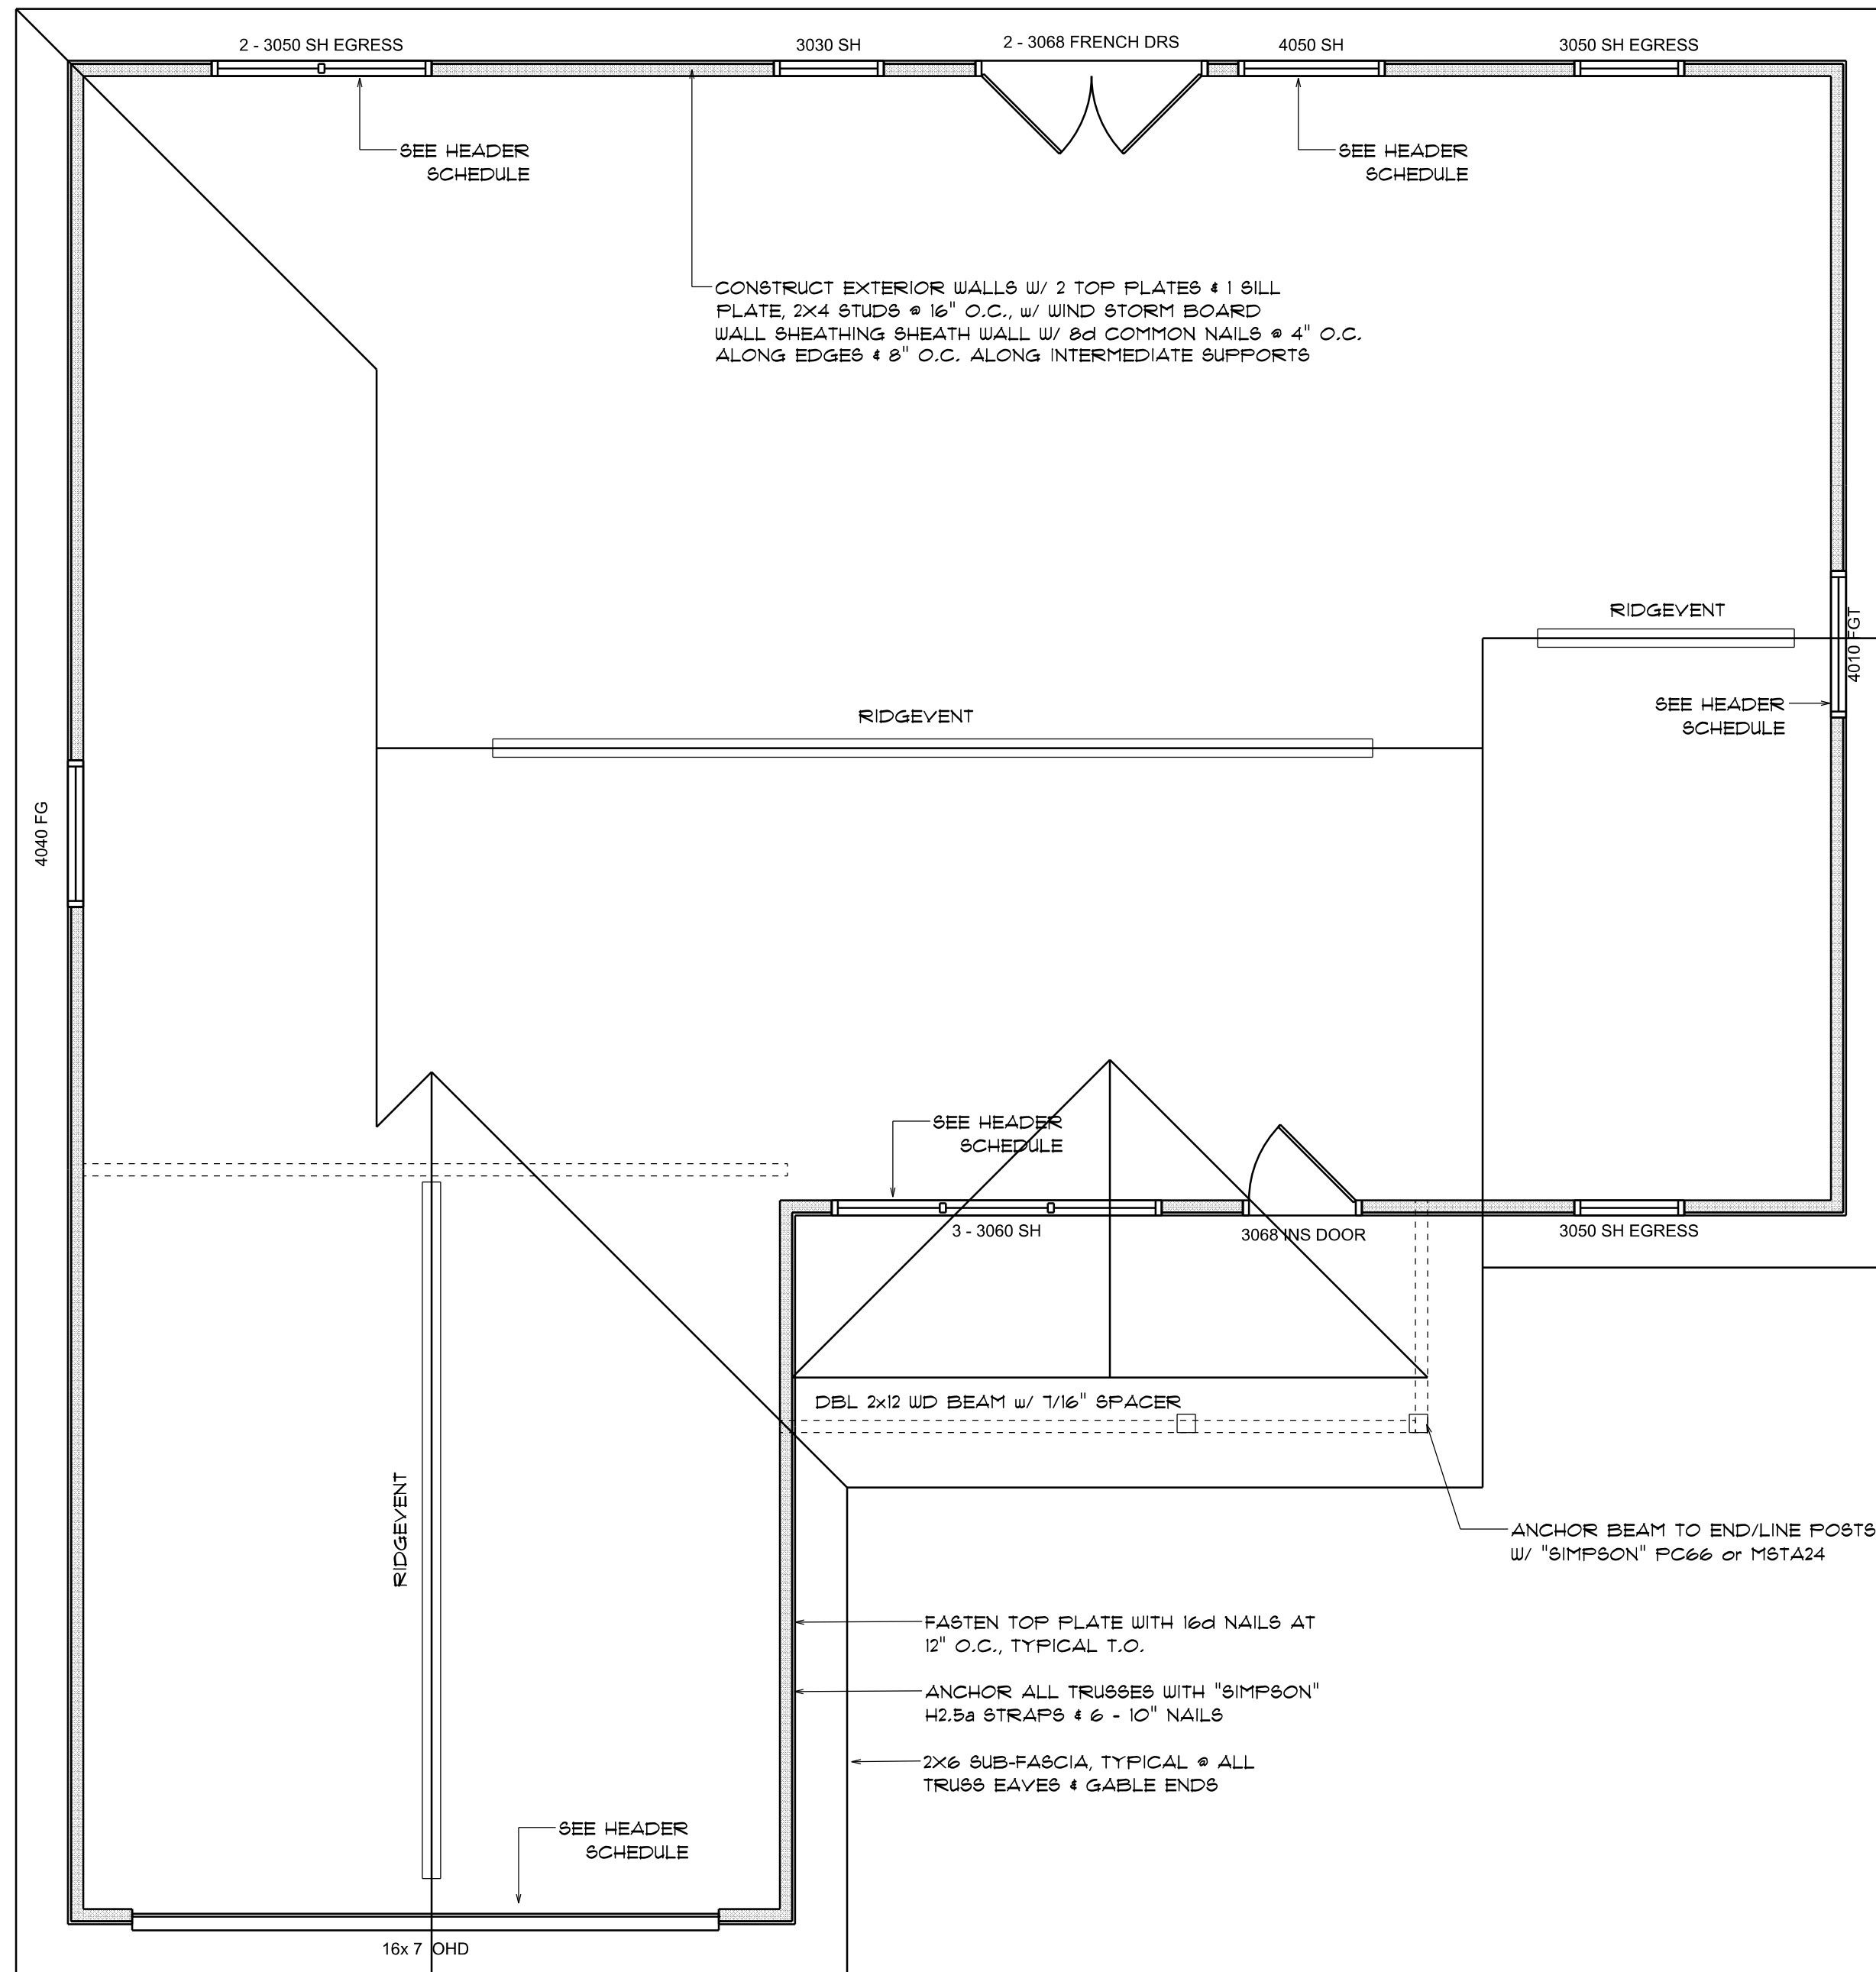 2 - 3050 SH EGRESS
3030 SH
2 - 3068 FRENCH DRS
4050 SH
3050 SH EGRESS
SEE HEADER
SCHEDULE
SEE HEADER
SCHEDULE
CONSTRUCT EXTERIOR WALLS W/ 2 TOP PLATES & 1 SILL
PLATE, 2X4 STUDS @ 16" O.C., w/ WIND STORM BOARD
WALL SHEATHING SHEATH WALL W/ 8d COMMON NAILS @ 4" O.C.
ALONG EDGES & 8" O.C. ALONG INTERMEDIATE SUPPORTS
RIDGEVENT
4010 FGT
SEE HEADER
SCHEDULE
RIDGEVENT
4040 FG
SEE HEADER
SCHEDULE
3 - 3060 SH
3068 INS DOOR
3050 SH EGRESS
DBL 2x12 WD BEAM w/ 7/16" SPACER
RIDGEVENT
ANCHOR BEAM TO END/LINE POSTS
W/ "SIMPSON" PC66 or MSTA24
FASTEN TOP PLATE WITH 16d NAILS AT
12" O.C., TYPICAL T.O.
ANCHOR ALL TRUSSES WITH "SIMPSON"
H2.5a STRAPS & 6 - 10" NAILS
2X6 SUB-FASCIA, TYPICAL @ ALL
TRUSS EAVES & GABLE ENDS
SEE HEADER
SCHEDULE
16x 7 OHD